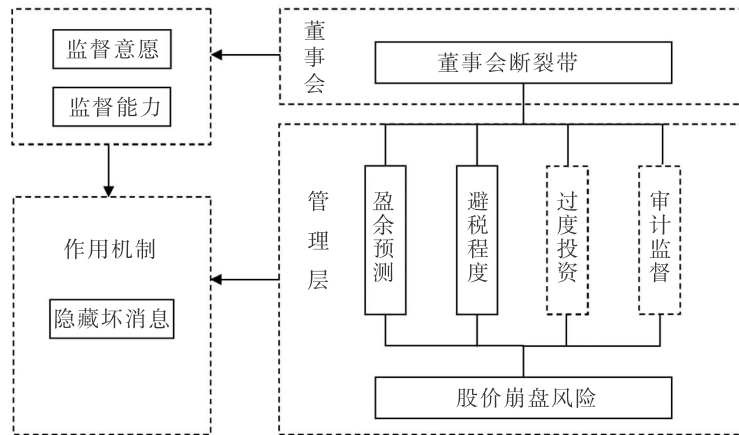 监督意愿
监督能力
董事会
董事会断裂带
作用机制
隐藏坏消息
管理层
盈余预测
避税程度
过度投资
审计监督
股价崩盘风险